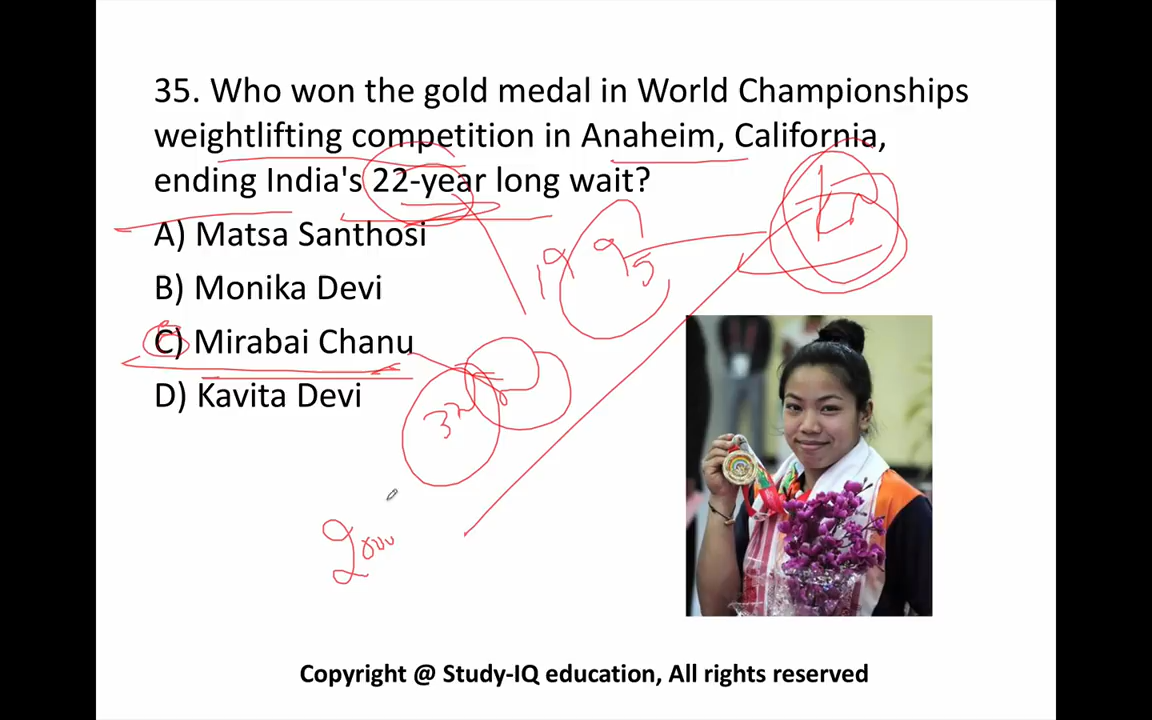 35. Who won the gold medal in World Championships
weightlifting competition in Anaheim, California,
ending India's 22-year long wait?
A) Matsa Santhosi
B) Monika Devi
C) Mirabai Chanu
D) Kavita Devi
1995
2000
Copyright @ Study-IQ education, All rights reserved